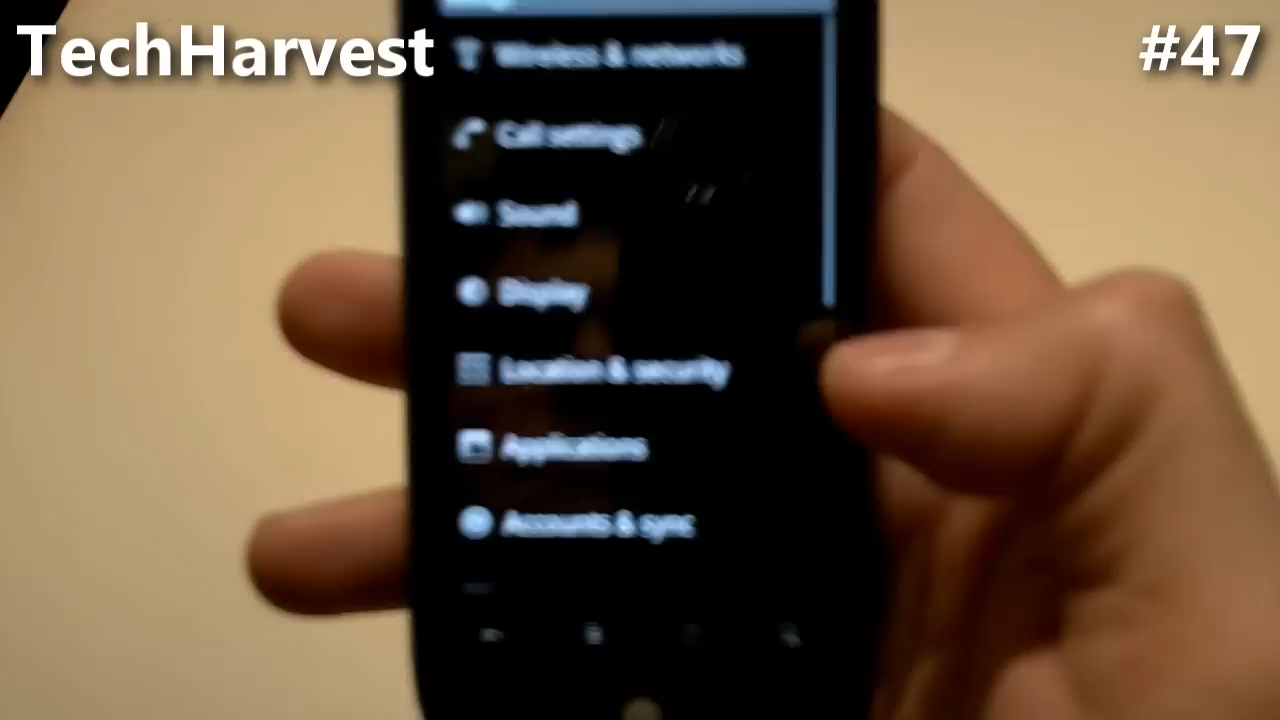 TechHarvest
#47
Wireless & networks
Call settings
Sound
Display
Location & security
Applications
Accounts & sync